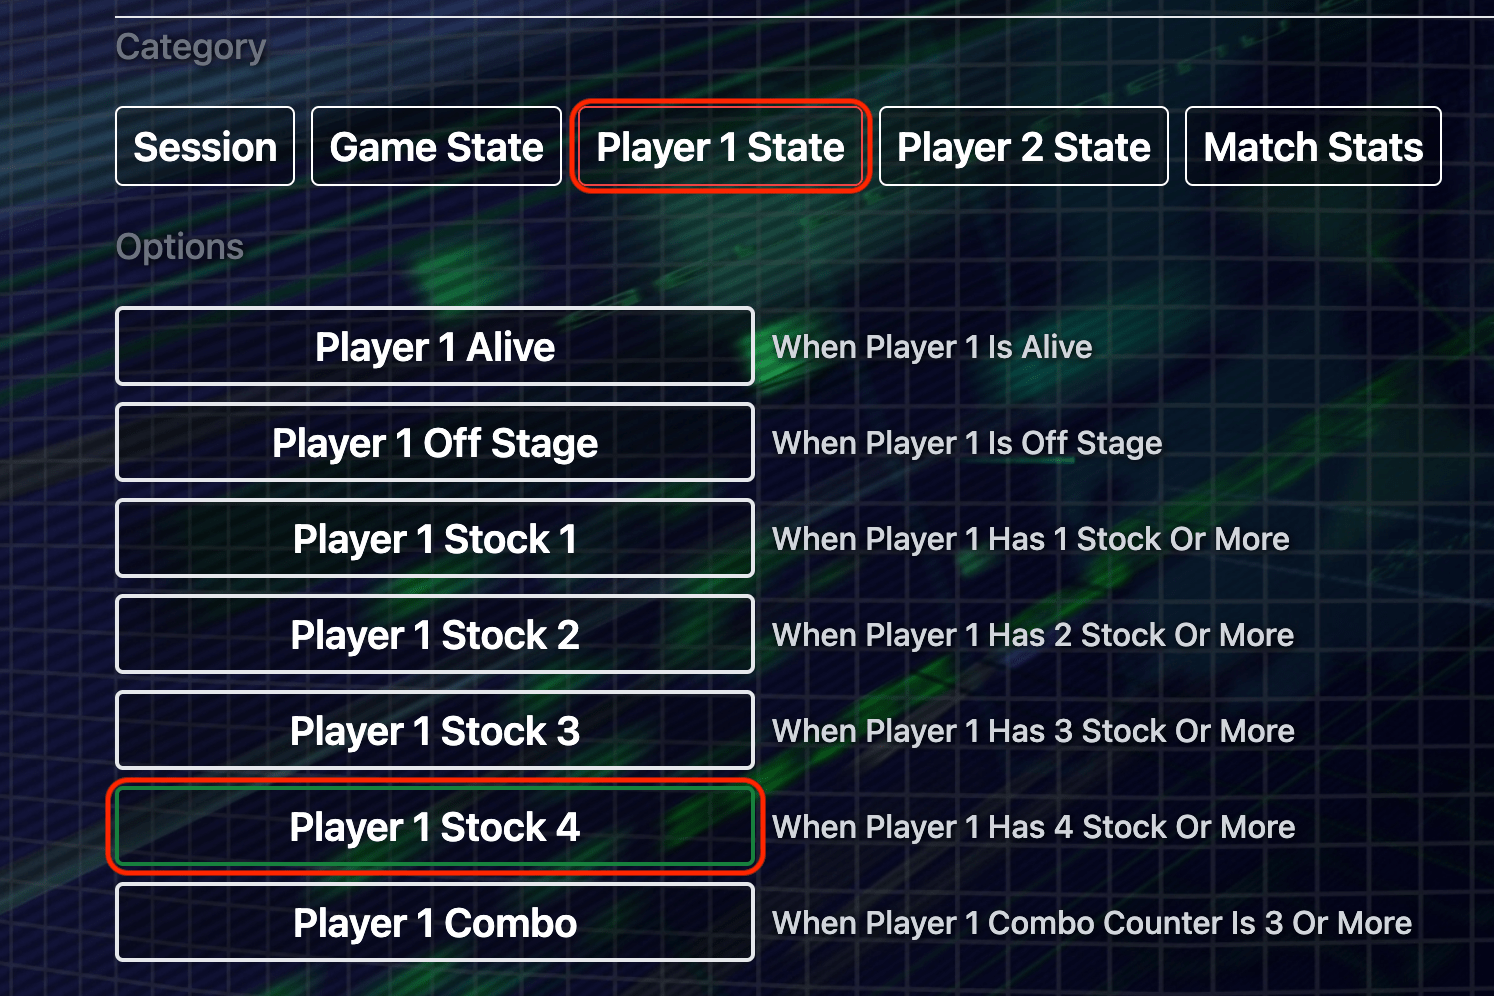 Category
Session Game State Player 1 State Player 2 State Match Stats
Options
Player 1 Alive When Player 1 Is Alive
Player 1 Off Stage When Player 1 Is Off Stage
Player 1 Stock 1 When Player 1 Has 1 Stock Or More
Player 1 Stock 2 When Player 1 Has 2 Stock Or More
Player 1 Stock 3 When Player 1 Has 3 Stock Or More
Player 1 Stock 4 When Player 1 Has 4 Stock Or More
Player 1 Combo When Player 1 Combo Counter Is 3 Or More